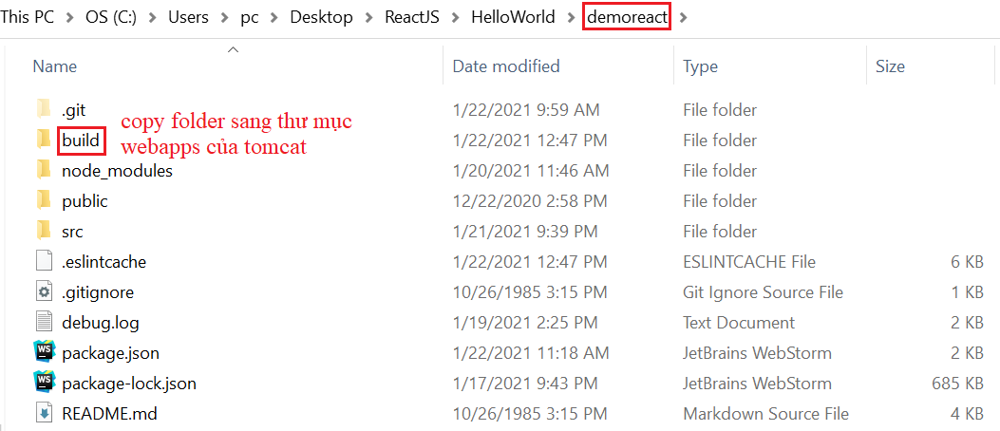 This PC > OS (C:) > Users > pc > Desktop > ReactJS > HelloWorld > demoreact >
Name Date modified Type Size
.git 1/22/2021 9:59 AM File folder
build 1/22/2021 12:47 PM File folder
copy folder sang thư mục
webapps của tomcat
node_modules 1/20/2021 11:46 AM File folder
public 12/22/2020 2:58 PM File folder
src 1/21/2021 9:39 PM File folder
.eslintcache 1/22/2021 12:47 PM ESLINTCACHE File 6 KB
.gitignore 10/26/1985 3:15 PM Git Ignore Source File 1 KB
debug.log 1/19/2021 2:25 PM Text Document 2 KB
WS package.json 1/22/2021 11:18 AM JetBrains WebStorm 2 KB
WS package-lock.json 1/17/2021 9:43 PM JetBrains WebStorm 685 KB
README.md 10/26/1985 3:15 PM Markdown Source File 4 KB